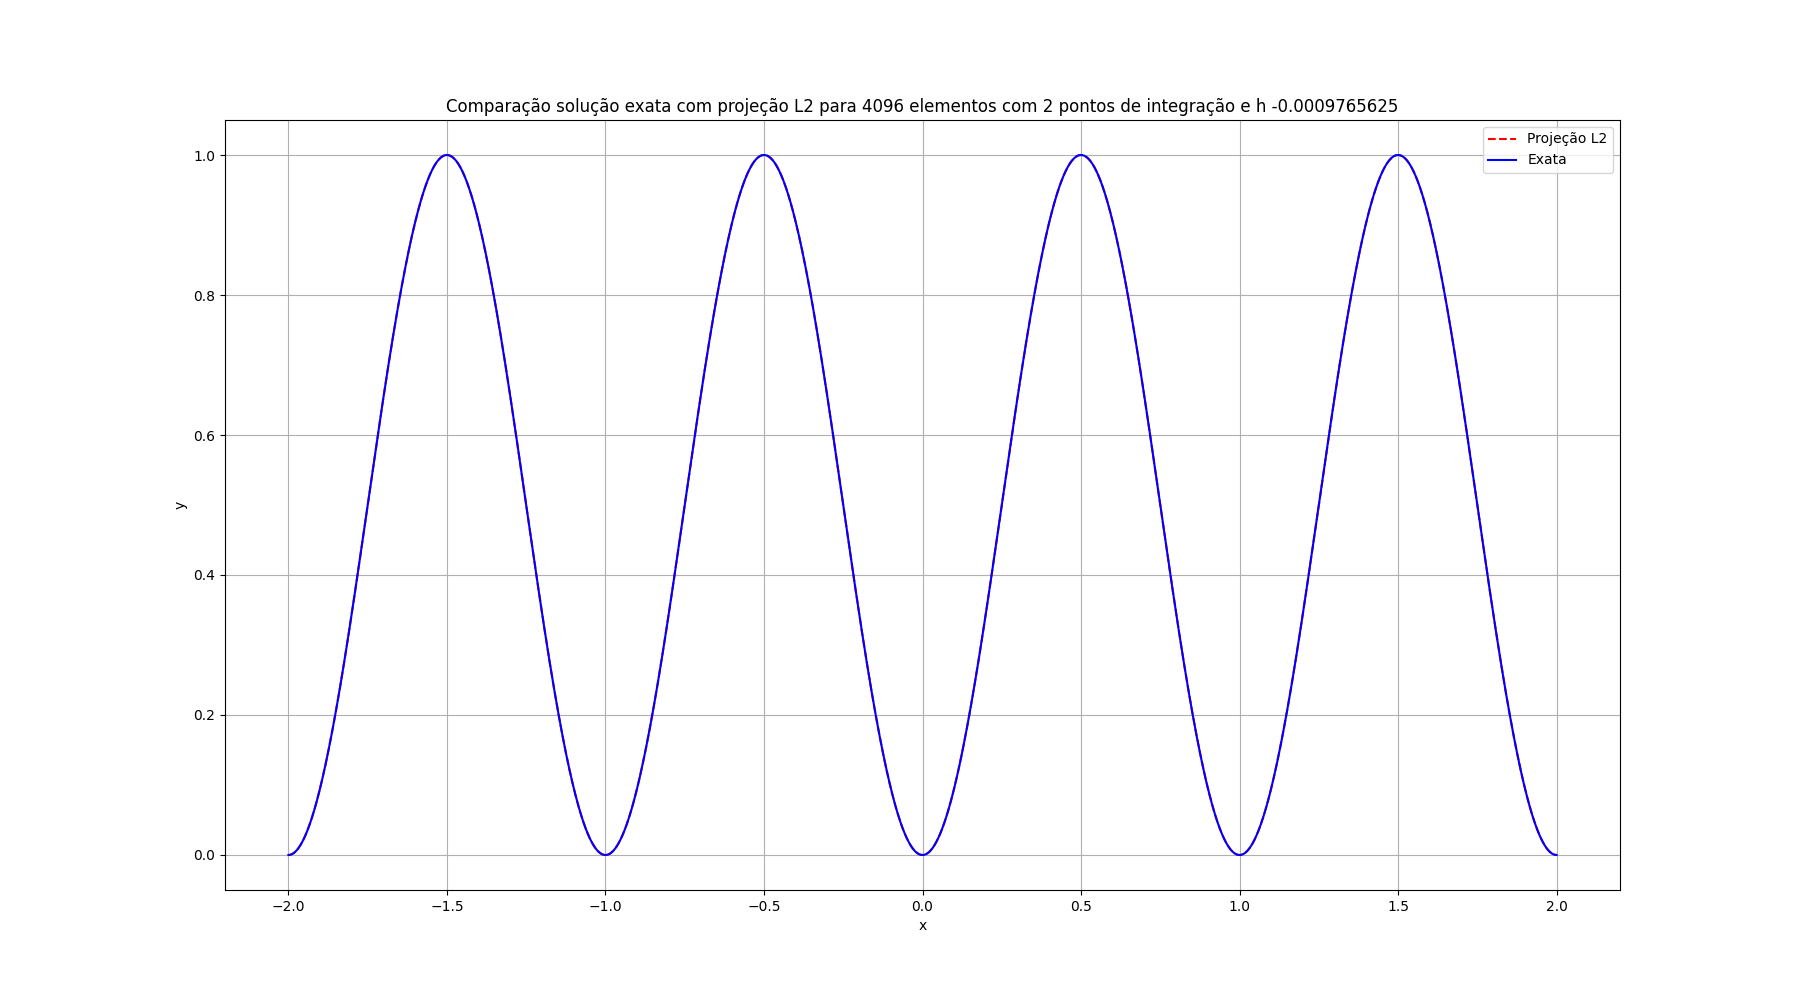 Comparação solução exata com projeção L2 para 4096 elementos com 2 pontos de integração e h -0.0009765625
Projeção L2
Exata
1.0
0.8
0.6
0.4
0.2
0.0
y
−2.0 −1.5 −1.0 −0.5 0.0 0.5 1.0 1.5 2.0
x